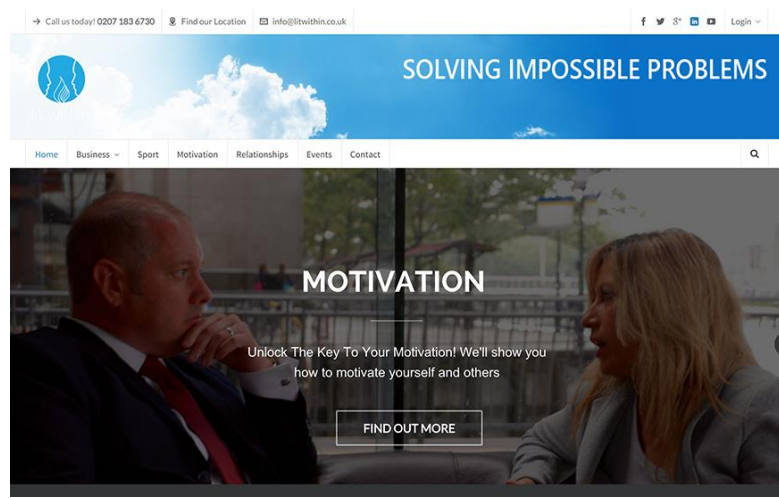 Call us today! 0207 183 6730 Find our Location info@litwithin.co.uk Login
SOLVING IMPOSSIBLE PROBLEMS
Home Business Sport Motivation Relationships Events Contact
MOTIVATION
Unlock The Key To Your Motivation! We'll show you
how to motivate yourself and others
FIND OUT MORE